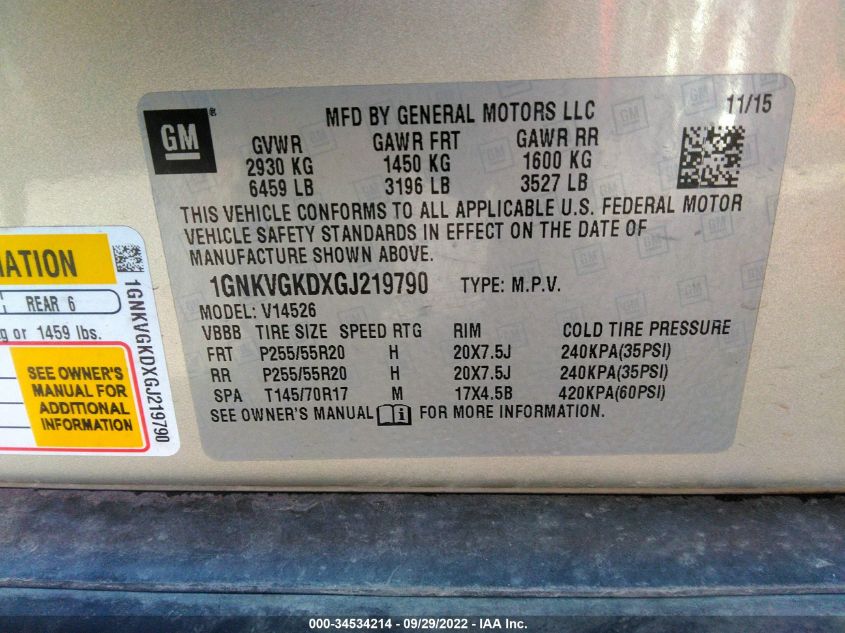 GM
MFD BY GENERAL MOTORS LLC
11/15
GVWR GAWR FRT GAWR RR
2930 KG 1450 KG 1600 KG
6459 LB 3196 LB 3527 LB
THIS VEHICLE CONFORMS TO ALL APPLICABLE U.S. FEDERAL MOTOR
VEHICLE SAFETY STANDARDS IN EFFECT ON THE DATE OF
MANUFACTURE SHOWN ABOVE.
1GNKVGKDXGJ219790 TYPE: M.P.V.
MODEL: V14526
VBBB TIRE SIZE SPEED RTG RIM COLD TIRE PRESSURE
FRT P255/55R20 H 20X7.5J 240KPA(35PSI)
RR P255/55R20 H 20X7.5J 240KPA(35PSI)
SPA T145/70R17 M 17X4.5B 420KPA(60PSI)
SEE OWNER'S MANUAL i FOR MORE INFORMATION.
REAR 6
or 1459 lbs.
SEE OWNER'S
MANUAL FOR
ADDITIONAL
INFORMATION
1GNKVGKDXGJ219790
000-34534214 - 09/29/2022 - IAA Inc.